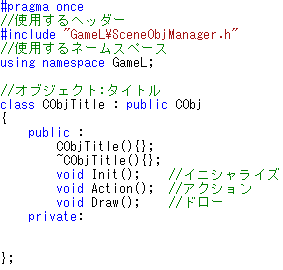 #pragma once
//使用するヘッダー
#include "GameL¥SceneObjManager.h"
//使用するネームスペース
using namespace GameL;
//オブジェクト:タイトル
class CObjTitle : public CObj
{
public :
CObjTitle(){};
~CObjTitle(){};
void Init(); //イニシャライズ
void Action(); //アクション
void Draw(); //ドロー
private:
};